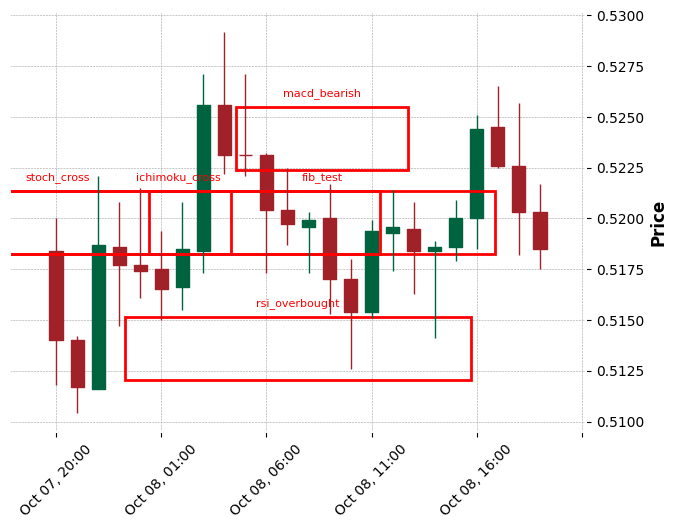 0.5300
0.5275
macd_bearish
0.5250
0.5225
stoch_cross
ichimoku_cross
fib_test
0.5200
Price
0.5175
rsi_overbought
0.5150
0.5125
0.5100
Oct 07, 20:00
Oct 08, 01:00
Oct 08, 06:00
Oct 08, 11:00
Oct 08, 16:00